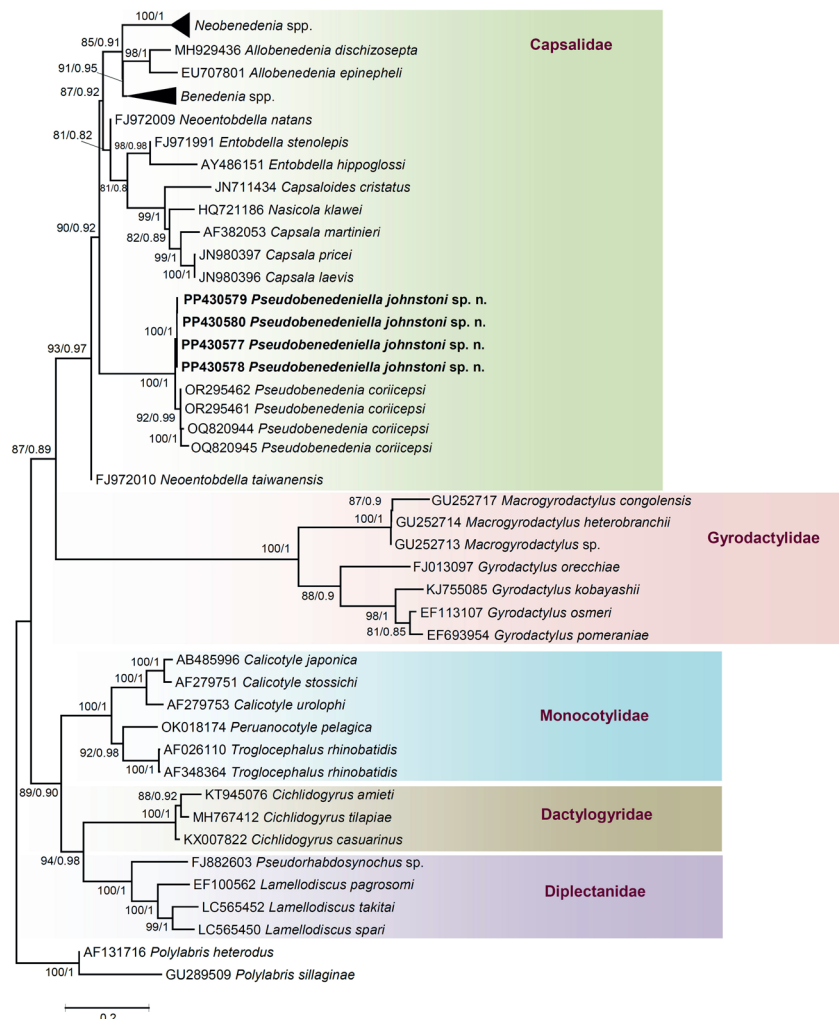 100/1
Neobenedenia spp.
85/0.91
Capsalidae
98/1
MH929436 Allobenedenia dischizosepta
91/0.95
EU707801 Allobenedenia epinepheli
87/0.92
Benedenia spp.
FJ972009 Neoentobdella natans
81/0.82
98/0.98
FJ971991 Entobdella stenolepis
AY486151 Entobdella hippoglossi
81/0.8
JN711434 Capsaloides cristatus
99/1
HQ721186 Nasicola klawei
90/0.92
82/0.89
AF382053 Capsala martinieri
99/1
JN980397 Capsala pricei
100/1
JN980396 Capsala laevis
PP430579 Pseudobenedeniella johnstoni sp. n.
PP430580 Pseudobenedeniella johnstoni sp. n.
100/1
PP430577 Pseudobenedeniella johnstoni sp. n.
93/0.97
PP430578 Pseudobenedeniella johnstoni sp. n.
100/1
OR295462 Pseudobenedenia coriicepsi
OR295461 Pseudobenedenia coriicepsi
92/0.99
OQ820944 Pseudobenedenia coriicepsi
100/1
OQ820945 Pseudobenedenia coriicepsi
87/0.89
FJ972010 Neoentobdella taiwanensis
87/0.9
GU252717 Macrogyrodactylus congolensis
100/1
GU252714 Macrogyrodactylus heterobranchii
Gyrodactylidae
GU252713 Macrogyrodactylus sp.
100/1
FJ013097 Gyrodactylus orecchiae
88/0.9
KJ755085 Gyrodactylus kobayashii
98/1
EF113107 Gyrodactylus osmeri
81/0.85
EF693954 Gyrodactylus pomeraniae
100/1
AB485996 Calicotyle japonica
100/1
AF279751 Calicotyle stossichi
100/1
AF279753 Calicotyle urolophi
Monocotylidae
OK018174 Peruanocotyle pelagica
92/0.98
AF026110 Troglocephalus rhinobatidis
100/1
AF348364 Troglocephalus rhinobatidis
89/0.90
88/0.92
KT945076 Cichlidogyrus amieti
100/1
MH767412 Cichlidogyrus tilapiae
Dactylogyridae
KX007822 Cichlidogyrus casuarinus
94/0.98
FJ882603 Pseudorhabdosynochus sp.
100/1
EF100562 Lamellodiscus pagrosomi
Diplectanidae
100/1
LC565452 Lamellodiscus takitai
99/1
LC565450 Lamellodiscus spari
AF131716 Polylabris heterodus
100/1
GU289509 Polylabris sillaginae
0.2